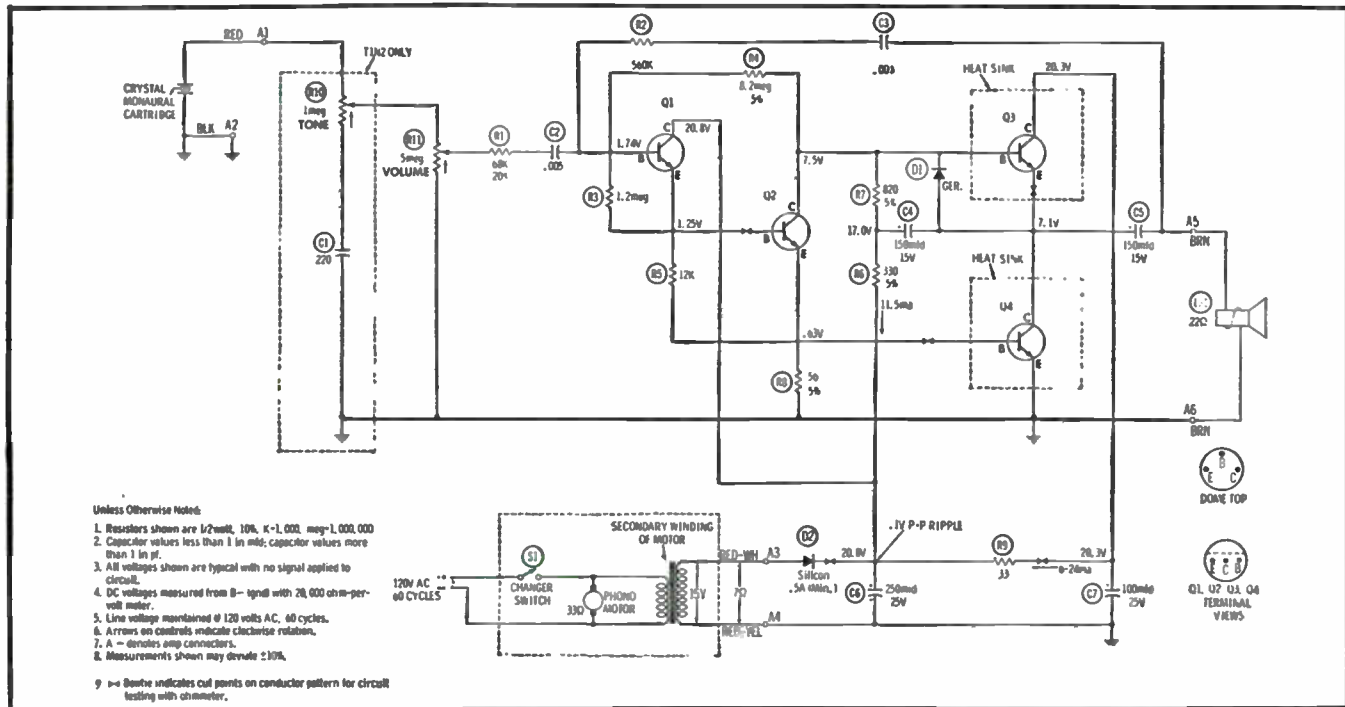 RED A1
T1N2 ONLY
CRYSTAL
MONAURAL
CARTRIDGE
BLK A2
R10
1meg
TONE
C1
220
R11
5meg
VOLUME
R1
68K
20%
C2
.005
R2
560K
C3
.005
R4
8.2meg
5%
Q1
C
B
E
20.8V
1.74V
R3
1.2meg
1.25V
R5
12K
Q2
C
B
E
7.5V
.63V
R8
56
5%
R7
820
5%
17.0V
C4
150mfd
15V
R6
330
5%
11.5ma
D1
GER.
HEAT SINK
20.3V
Q3
C
B
E
7.1V
HEAT SINK
Q4
C
B
E
C5
150mfd
15V
A5
BRN
22Ω
A6
BRN
B
E C
DOME TOP
E C B
Q1, Q2 Q3, Q4
TERMINAL
VIEWS
Unless Otherwise Noted:
1. Resistors shown are 1/2watt, 10%, K=1,000, meg=1,000,000
2. Capacitor values less than 1 in mfd; capacitor values more
than 1 in pf.
3. All voltages shown are typical with no signal applied to
circuit.
4. DC voltages measured from B- (gnd) with 20,000 ohm-per-
volt meter.
5. Line voltage maintained @ 120 volts AC, 60 cycles.
6. Arrows on controls indicate clockwise rotation.
7. A - denotes amp connectors.
8. Measurements shown may deviate ±10%.
9 Bowtie indicates cut points on conductor pattern for circuit
testing with ohmmeter.
120V AC
60 CYCLES
S1
CHANGER
SWITCH
33Ω
PHONO
MOTOR
SECONDARY WINDING
OF MOTOR
15V
7Ω
RED-WH A3
RED-YEL A4
D2
Silicon
.5A (Min.)
20.8V
.1V P-P RIPPLE
C6
250mfd
25V
R9
33
20.3V
0-20ma
C7
100mfd
25V